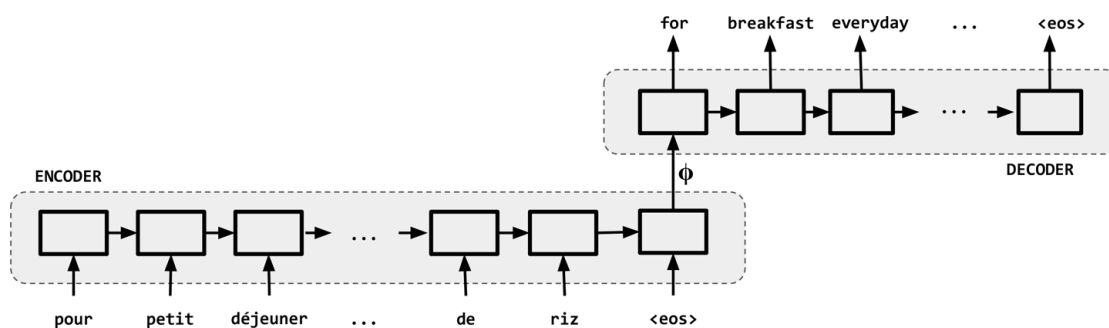 for breakfast everyday ... <eos>
...
DECODER
ENCODER
ϕ
...
pour petit déjeuner ... de riz <eos>